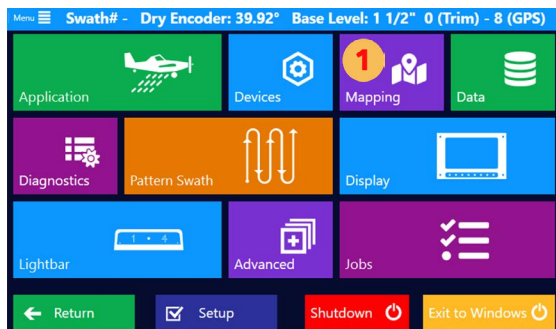 Menu Swath# - Dry Encoder: 39.92° Base Level: 1 1/2" 0 (Trim) - 8 (GPS)
Application
Devices
1
Mapping
Data
Diagnostics
Pattern Swath
Display
Lightbar
1 • 4
Advanced
Jobs
Return
Setup
Shutdown
Exit to Windows